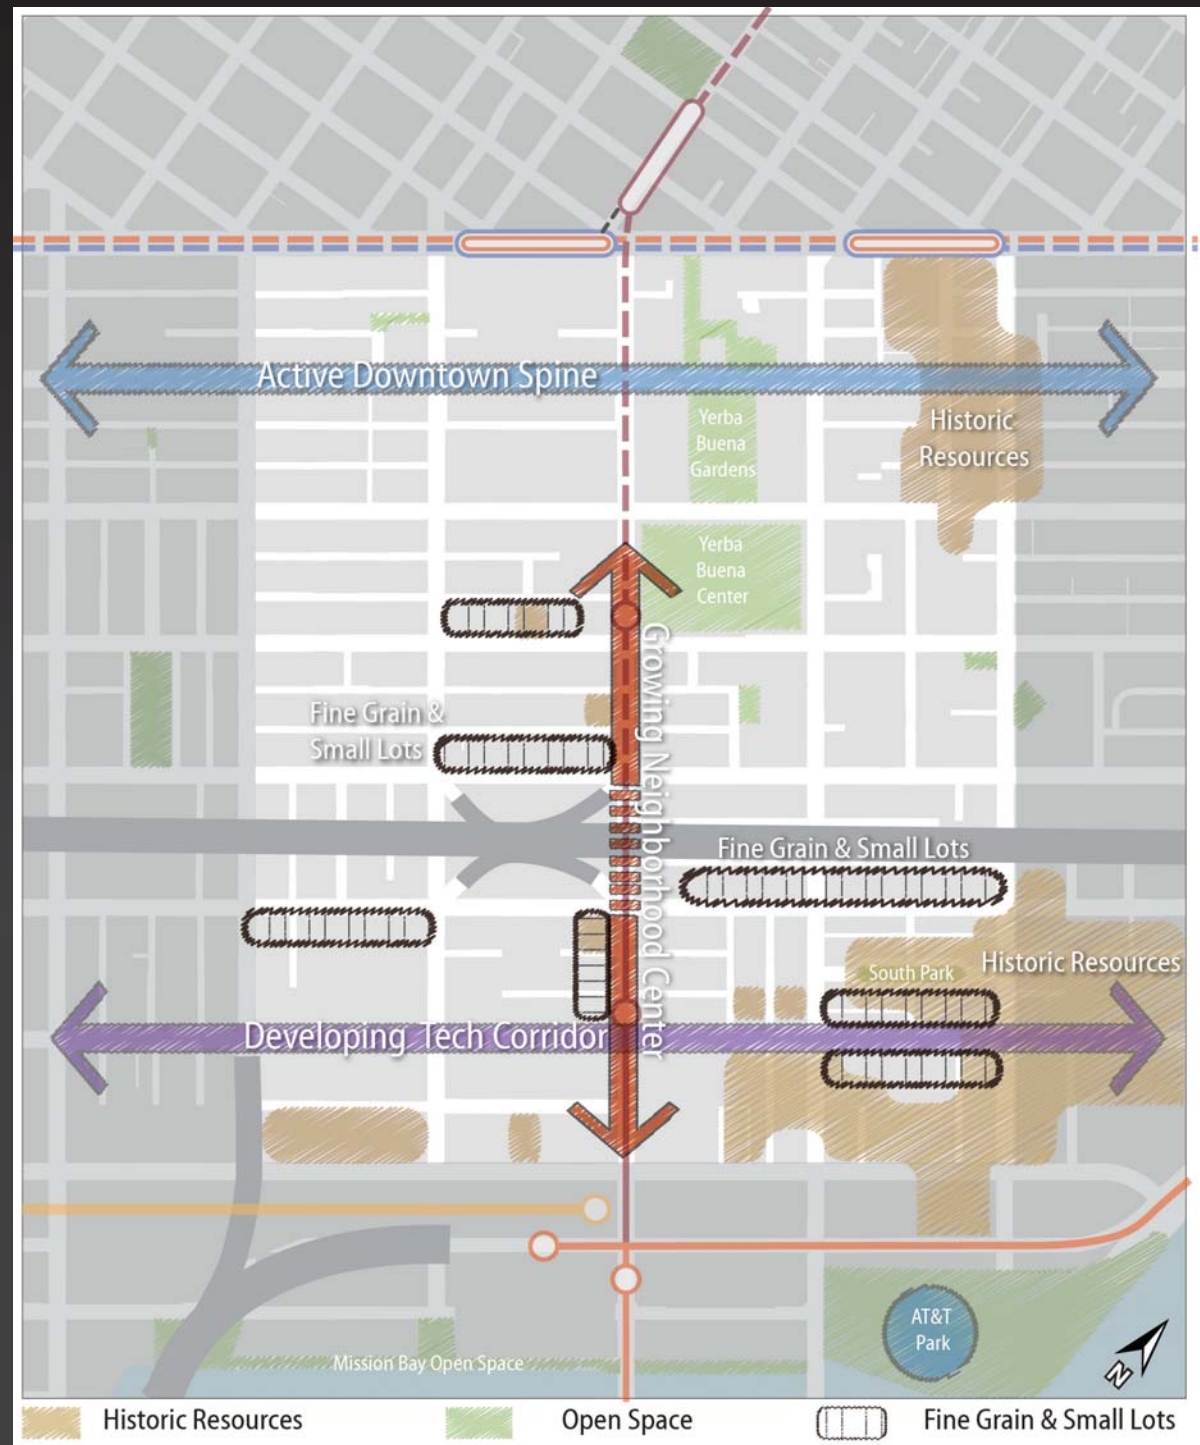 Active Downtown Spine
Yerba
Buena
Gardens
Historic
Resources
Yerba
Buena
Center
Growing Neighborhood Center
Fine Grain &
Small Lots
Fine Grain & Small Lots
South Park
Historic Resources
Developing Tech Corridor
AT&T
Park
Mission Bay Open Space
N
Historic Resources
Open Space
Fine Grain & Small Lots